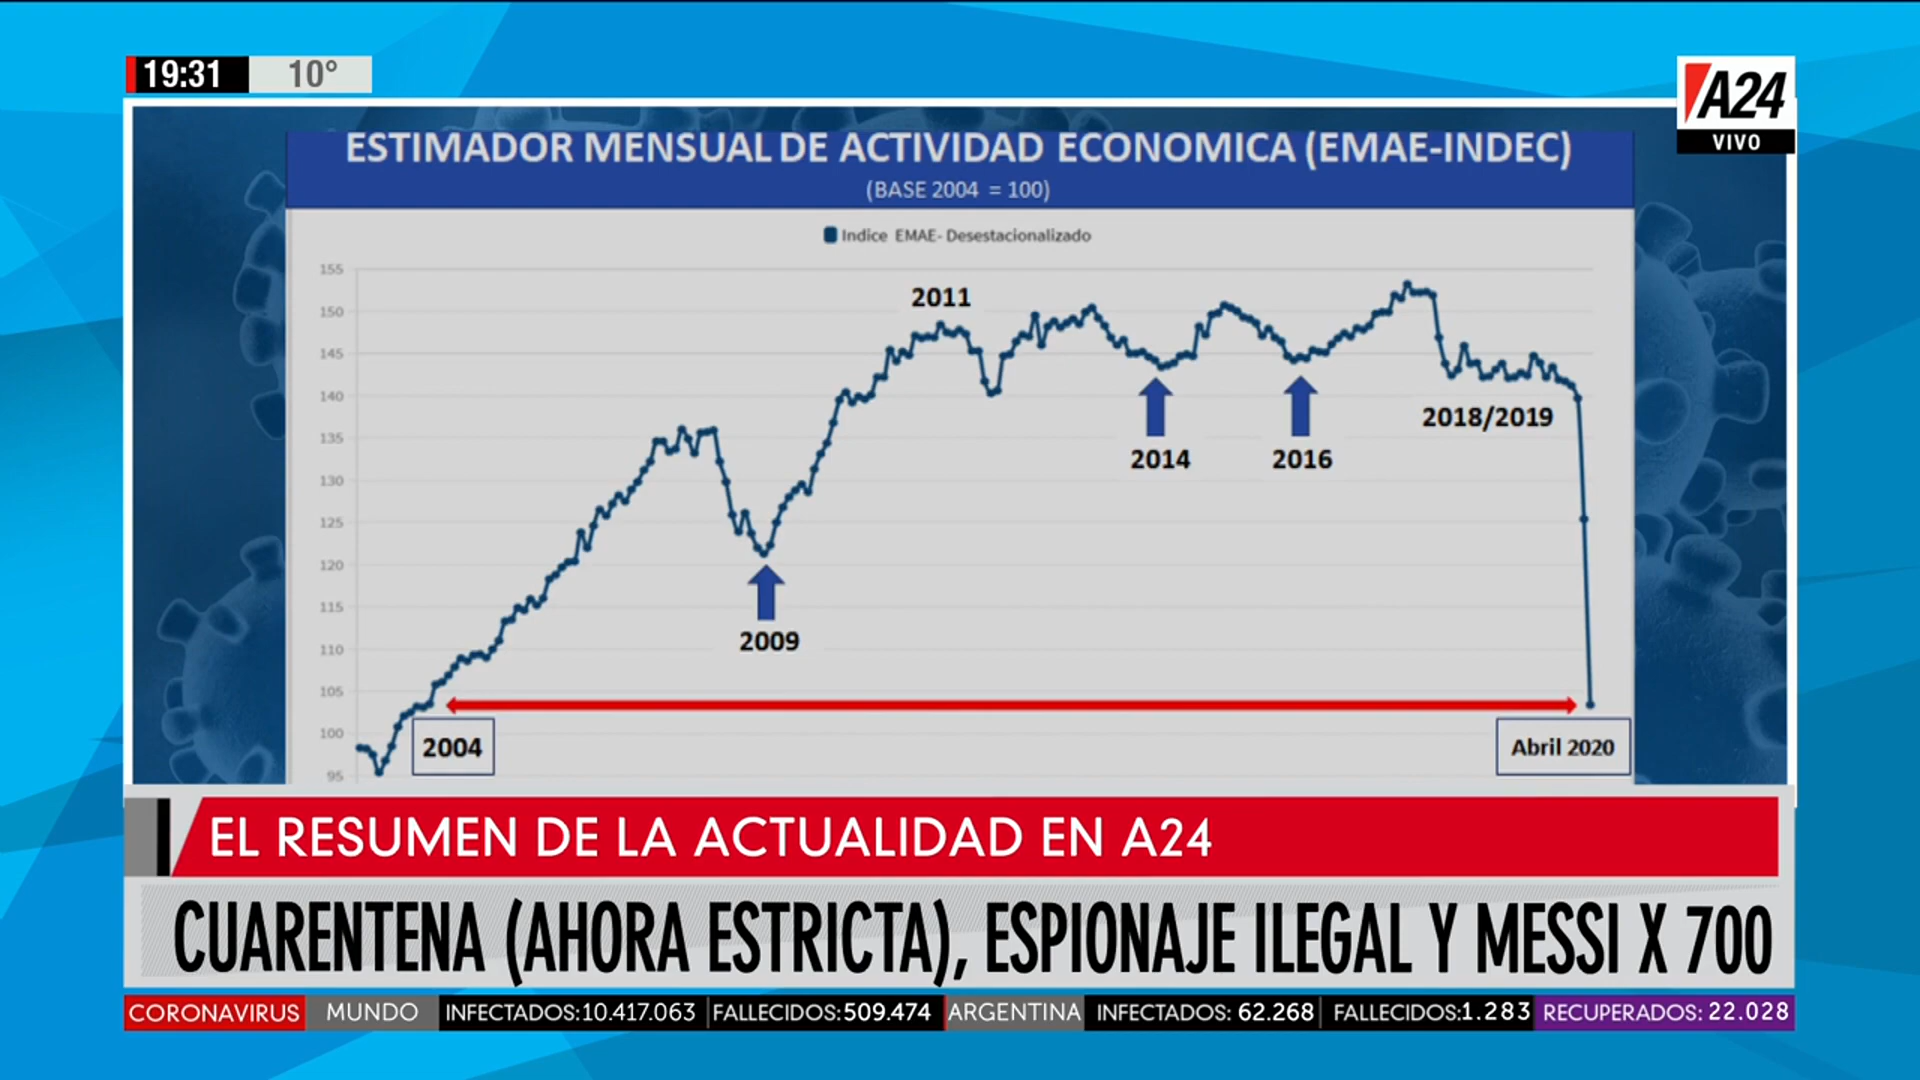 19:31 10°
A24
VIVO
ESTIMADOR MENSUAL DE ACTIVIDAD ECONOMICA (EMAE-INDEC)
(BASE 2004 = 100)
Indice EMAE- Desestacionalizado
155
150
145
140
135
130
125
120
115
110
105
100
95
2011
2014
2016
2018/2019
2009
2004
Abril 2020
EL RESUMEN DE LA ACTUALIDAD EN A24
CUARENTENA (AHORA ESTRICTA), ESPIONAJE ILEGAL Y MESSI X 700
CORONAVIRUS MUNDO INFECTADOS:10.417.063 FALLECIDOS:509.474 ARGENTINA INFECTADOS: 62.268 FALLECIDOS:1.283 RECUPERADOS: 22.028